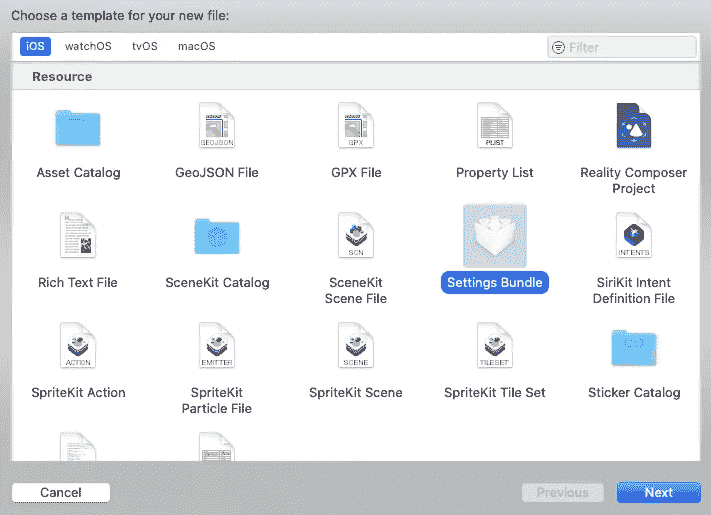 Choose a template for your new file:
iOS watchOS tvOS macOS Filter
Resource
GEOJSON GPX PLIST
Asset Catalog GeoJSON File GPX File Property List Reality Composer
Project
SCN INTENTS
Rich Text File SceneKit Catalog SceneKit Settings Bundle SiriKit Intent
Scene File Definition File
ACTION EMITTER SCENE TILESET
SpriteKit Action SpriteKit SpriteKit Scene SpriteKit Tile Set Sticker Catalog
Particle File
Cancel Previous Next